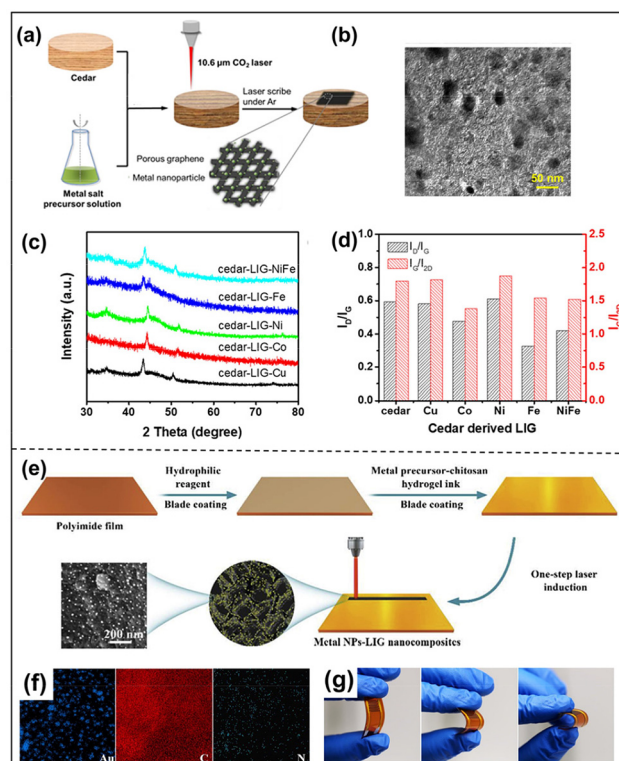 (a)
Cedar
10.6 μm CO₂ laser
Laser scribe
under Ar
Porous graphene
Metal nanoparticle
Metal salt
precursor solution
(b)
50 nm
(c)
Intensity (a.u.)
cedar-LIG-NiFe
cedar-LIG-Fe
cedar-LIG-Ni
cedar-LIG-Co
cedar-LIG-Cu
30 40 50 60 70 80
2 Theta (degree)
(d)
I_D/I_G
1.0
0.8
0.6
0.4
0.2
0.0
I_D/I_G
I_G/I_2D
2.5
2.0
1.5
1.0
0.5
0.0
I_G/I_2D
cedar Cu Co Ni Fe NiFe
Cedar derived LIG
(e)
Polyimide film
Hydrophilic
reagent
Blade coating
Metal precursor-chitosan
hydrogel ink
Blade coating
One-step laser
induction
200 nm
Metal NPs-LIG nanocomposites
(f)
Au
C
N
(g)